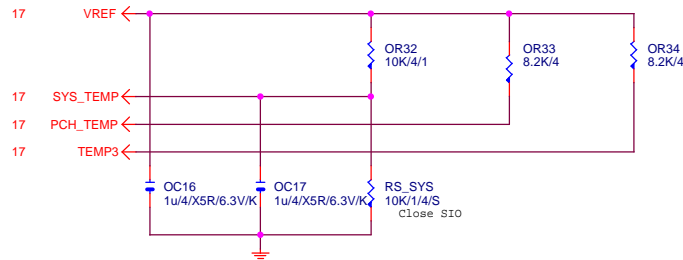 17 VREF
OR32
10K/4/1
OR33
8.2K/4
OR34
8.2K/4
17 SYS_TEMP
17 PCH_TEMP
17 TEMP3
OC16
1u/4/X5R/6.3V/K
OC17
1u/4/X5R/6.3V/K
RS_SYS
10K/1/4/S
Close SIO